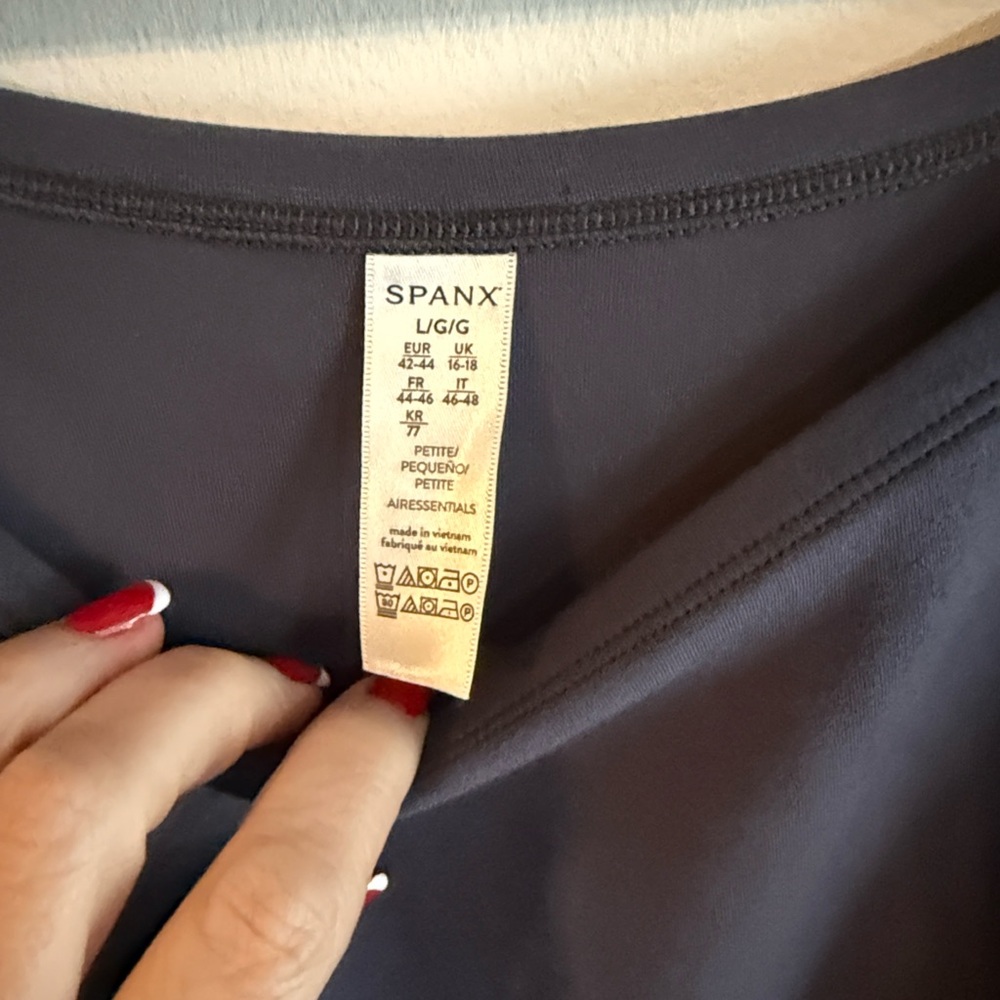 SPANX
L/G/G
EUR UK
42-44 16-18
FR IT
44-46 46-48
KR
77
PETITE/
PEQUEÑO/
PETITE
AIRESSENTIALS
made in vietnam
fabriqué au vietnam
P
80 P